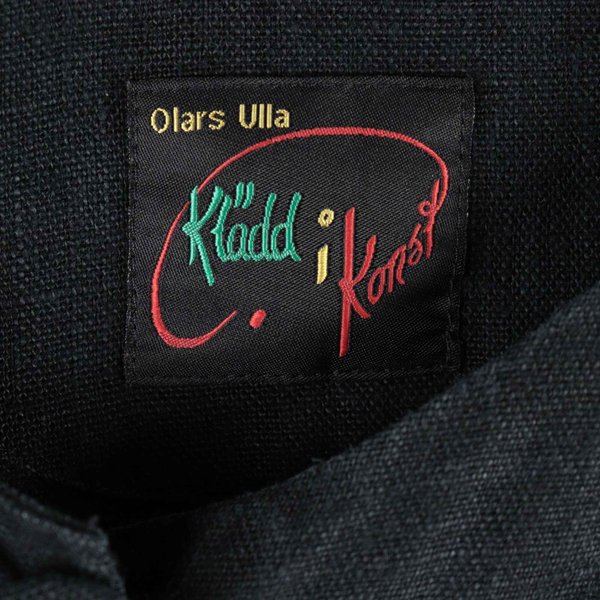 Olars Ulla
Klädd i Konst